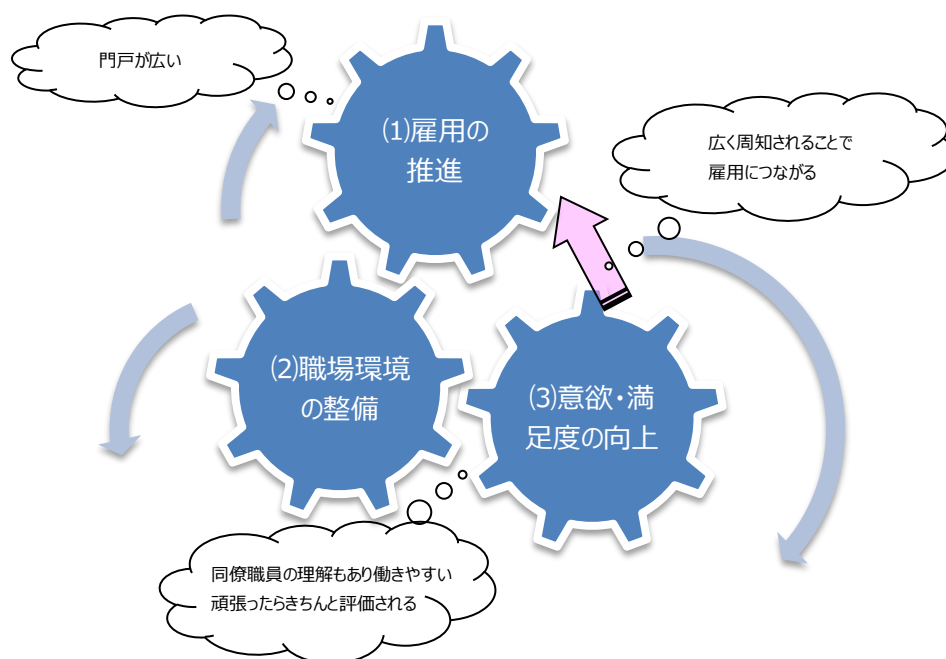 門戸が広い
⑴雇用の
推進
広く周知されることで
雇用につながる
⑵職場環境
の整備
⑶意欲・満
足度の向上
同僚職員の理解もあり働きやすい
頑張ったらきちんと評価される